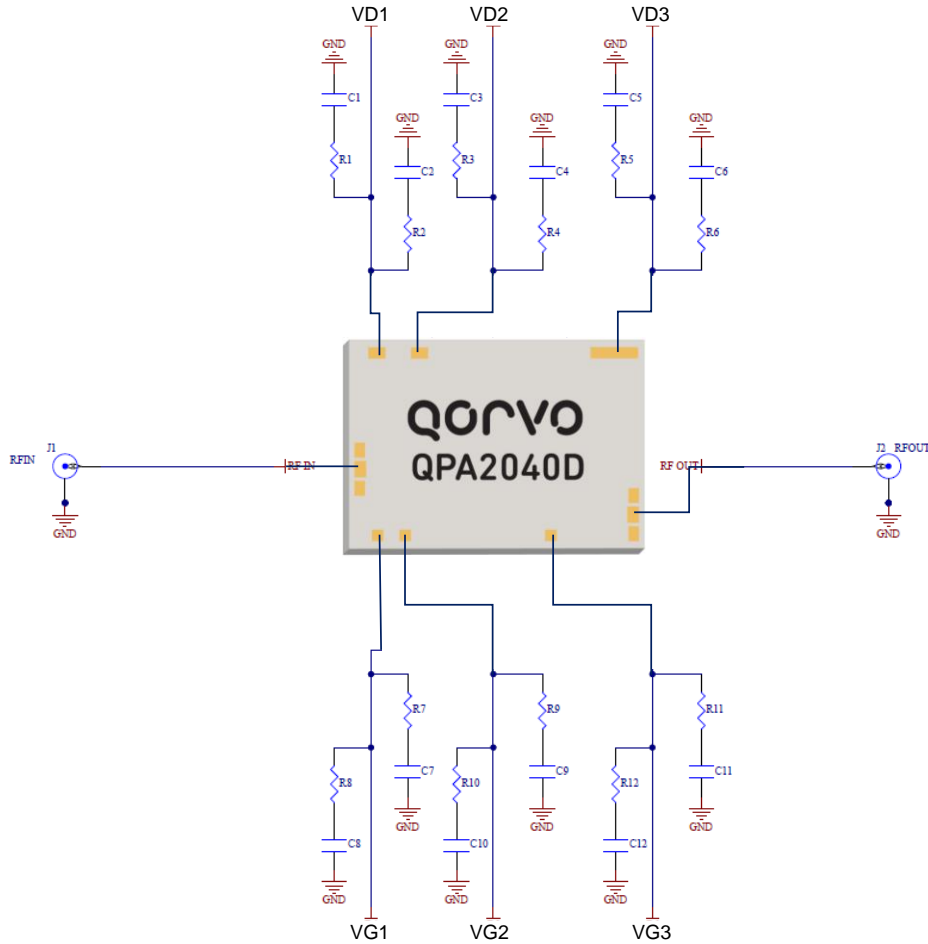 VD1 VD2 VD3
GND GND GND
C1 C3 C5
GND GND GND
R1 R3 R5
C2 C4 C6
R2 R4 R6
QORVO
QPA2040D
J1
RFIN
RF IN
RF OUT
J2 RFOUT
GND GND
R7 R9 R11
R8 C7 R10 C9 R12 C11
GND GND GND
C8 C10 C12
GND GND GND
VG1 VG2 VG3